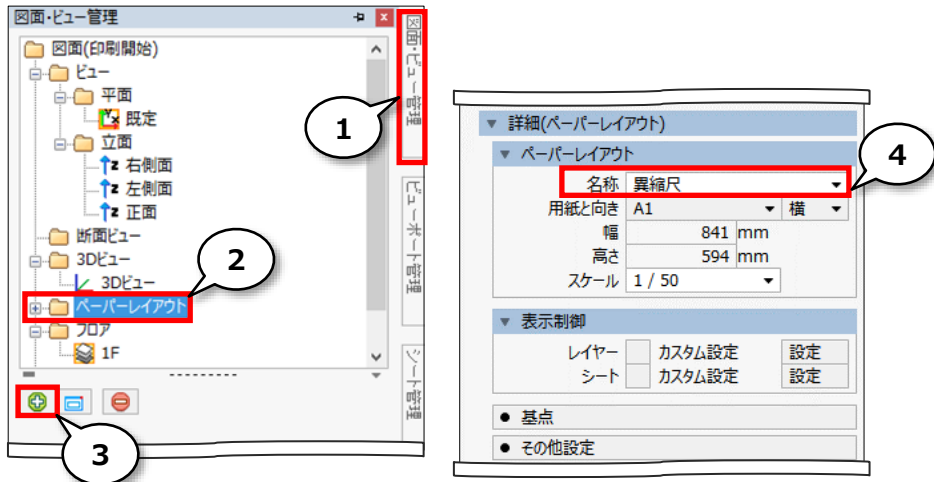 図面・ビュー管理
図面(印刷開始)
ビュー
平面
既定
立面
右側面
左側面
正面
断面ビュー
3Dビュー
3Dビュー
ペーパーレイアウト
フロア
1F
図面・ビュー管理
ビューポート管理
シート管理
1
2
3
詳細(ペーパーレイアウト)
ペーパーレイアウト
名称 異縮尺
用紙と向き A1 横
幅 841 mm
高さ 594 mm
スケール 1 / 50
表示制御
レイヤー カスタム設定 設定
シート カスタム設定 設定
基点
その他設定
4